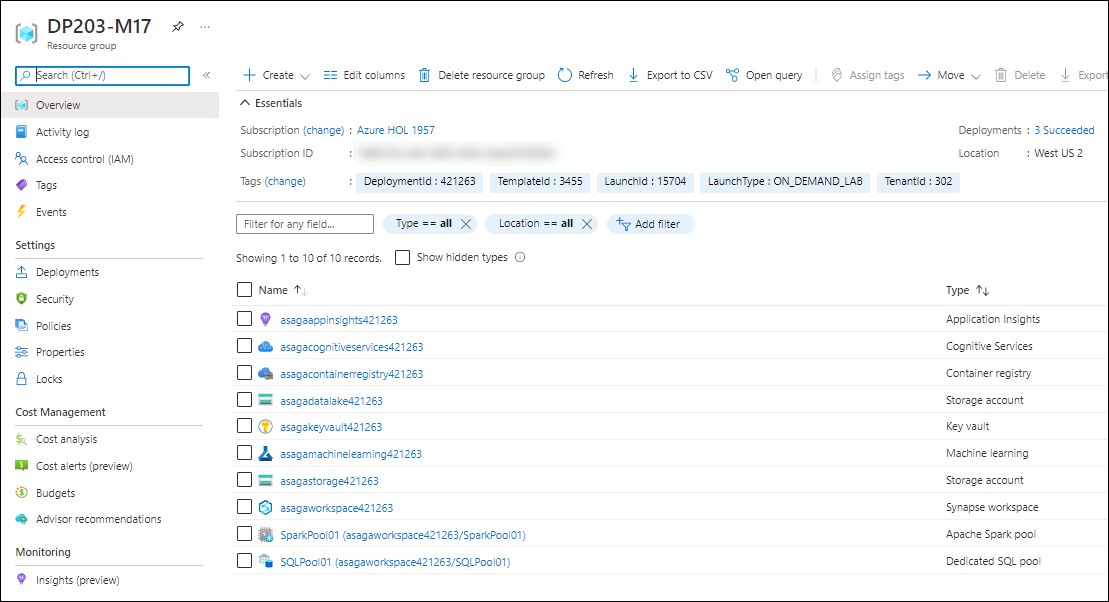 DP203-M17
Resource group
Search (Ctrl+/)
Overview
Activity log
Access control (IAM)
Tags
Events
Settings
Deployments
Security
Policies
Properties
Locks
Cost Management
Cost analysis
Cost alerts (preview)
Budgets
Advisor recommendations
Monitoring
Insights (preview)
Create Edit columns Delete resource group Refresh Export to CSV Open query Assign tags Move Delete Export
Essentials
Subscription (change) : Azure HOL 1957 Deployments : 3 Succeeded
Subscription ID : Location : West US 2
Tags (change) : DeploymentId : 421263 TemplateId : 3455 LaunchId : 15704 LaunchType : ON_DEMAND_LAB TenantId : 302
Filter for any field... Type == all Location == all Add filter
Showing 1 to 10 of 10 records. Show hidden types
Name Type
asagaappinsights421263 Application Insights
asagacognitiveservices421263 Cognitive Services
asagacontainerregistry421263 Container registry
asagadatalake421263 Storage account
asagakeyvault421263 Key vault
asagamachinelearning421263 Machine learning
asagastorage421263 Storage account
asagaworkspace421263 Synapse workspace
SparkPool01 (asagaworkspace421263/SparkPool01) Apache Spark pool
SQLPool01 (asagaworkspace421263/SQLPool01) Dedicated SQL pool